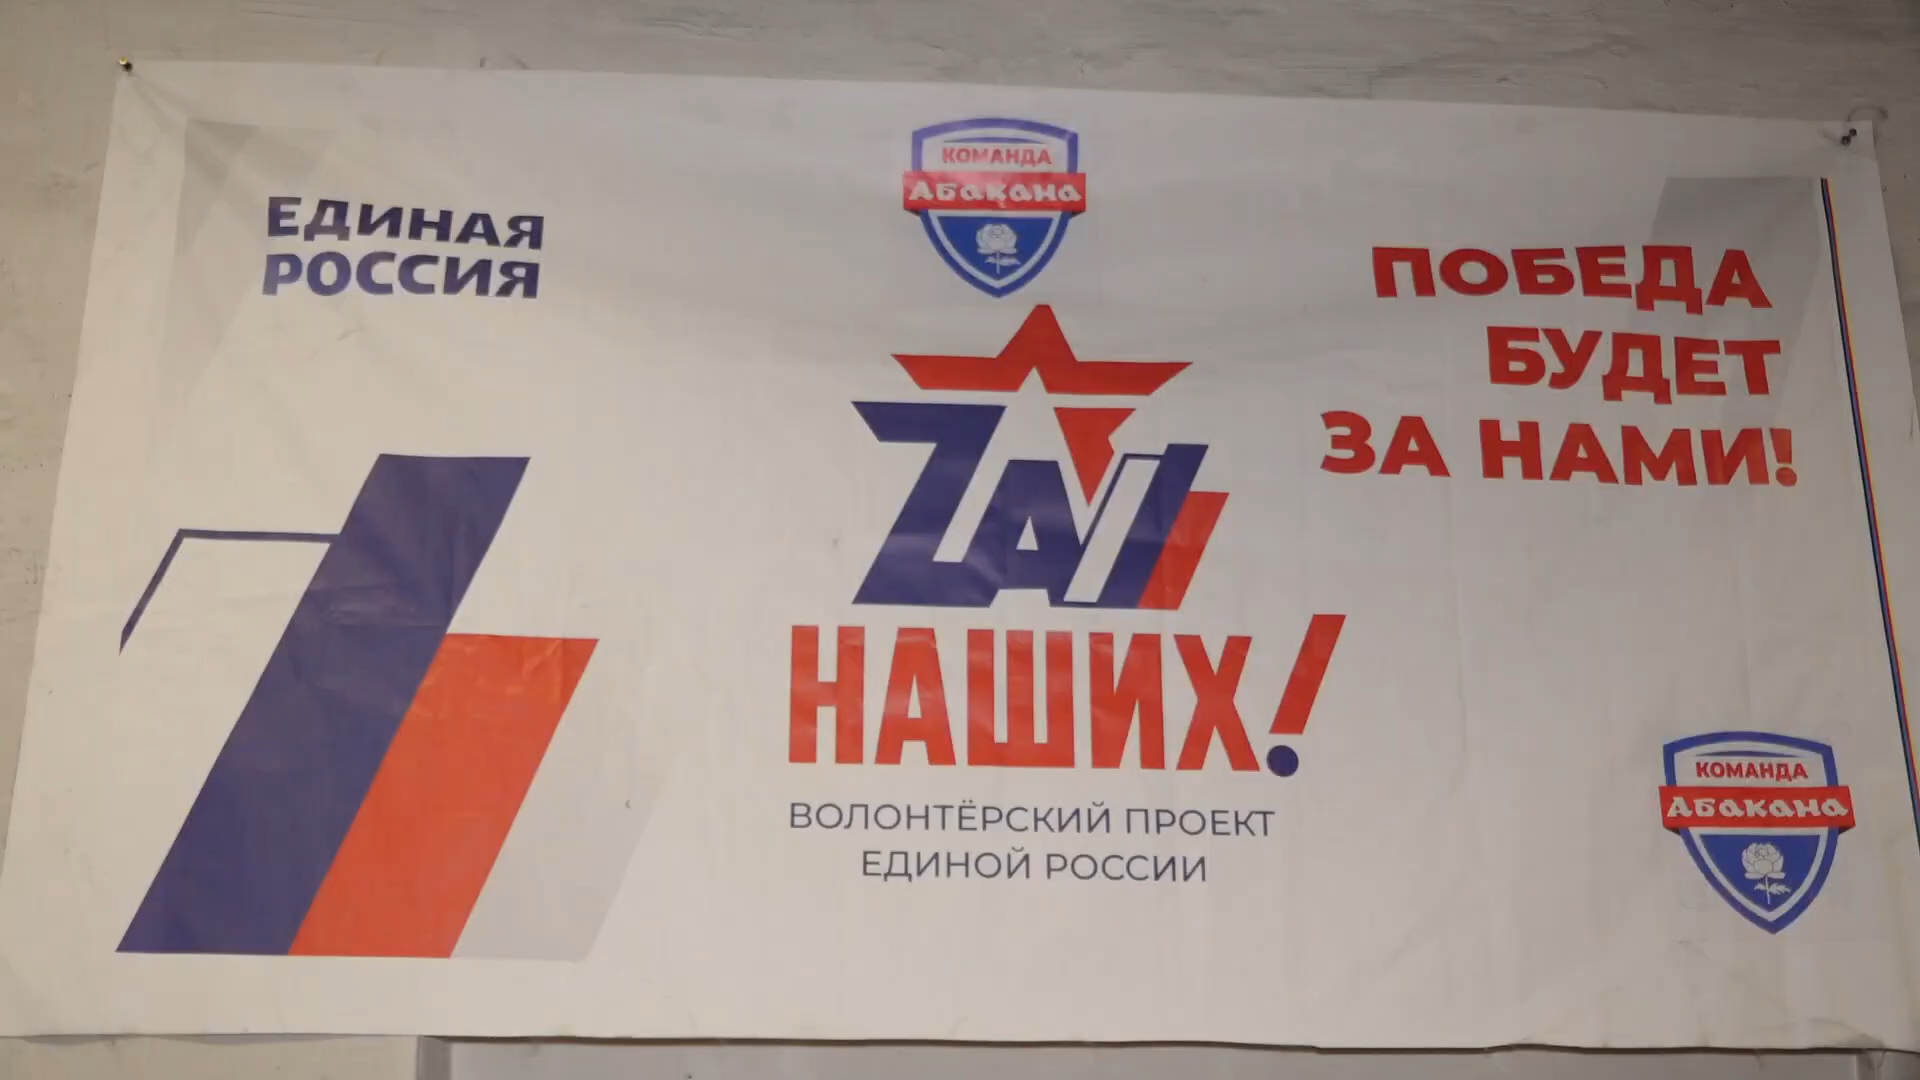 ЕДИНАЯ
РОССИЯ
КОМАНДА
Абакана
ZA
НАШИХ!
ВОЛОНТЁРСКИЙ ПРОЕКТ
ЕДИНОЙ РОССИИ
ПОБЕДА
БУДЕТ
ЗА НАМИ!
КОМАНДА
Абакана